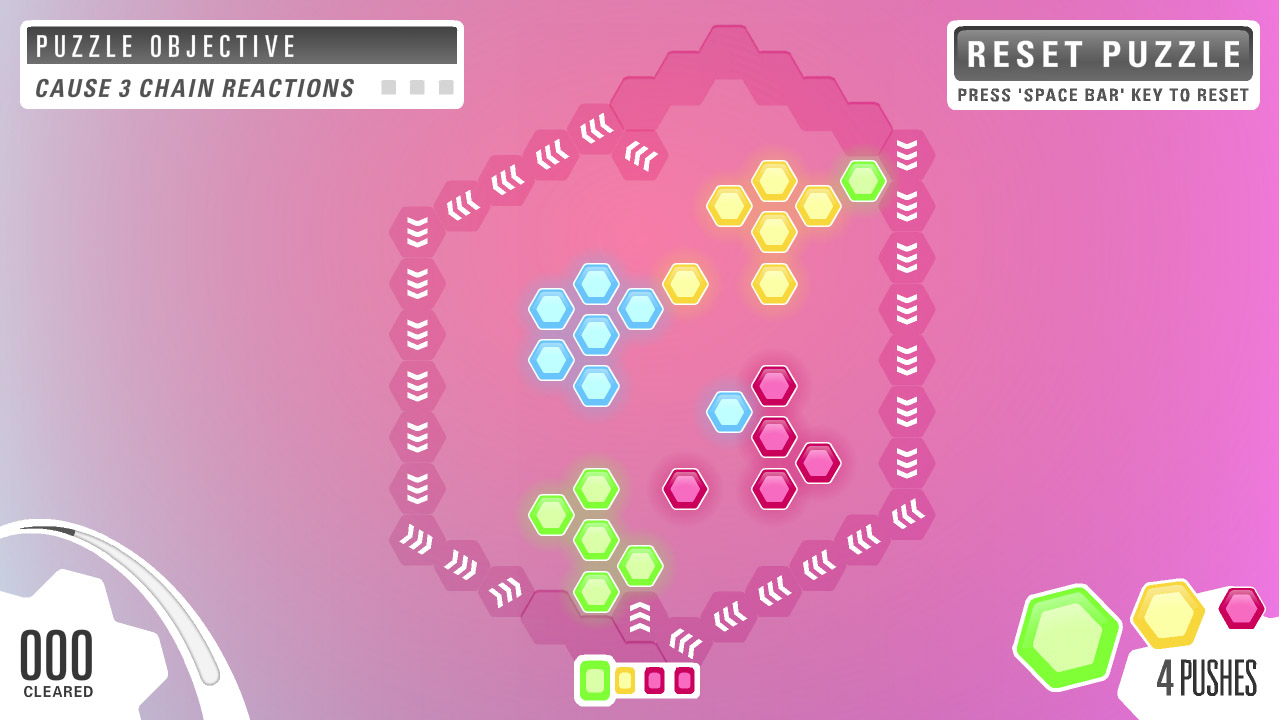 PUZZLE OBJECTIVE
CAUSE 3 CHAIN REACTIONS
RESET PUZZLE
PRESS 'SPACE BAR' KEY TO RESET
000
CLEARED
4 PUSHES